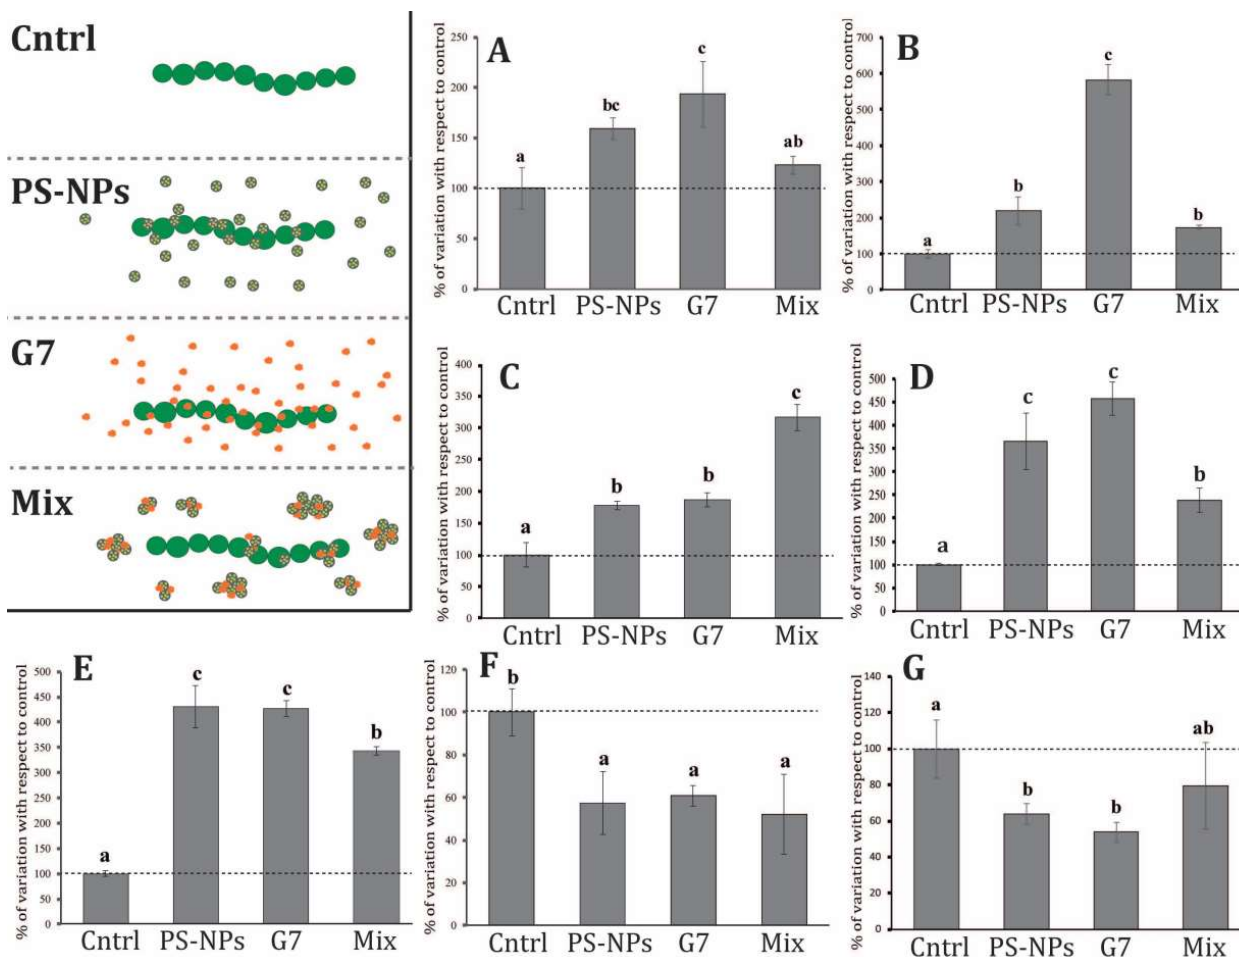 Cntrl
PS-NPs
G7
Mix
A
% of variation with respect to control
250
200
150
100
50
0
a
bc
c
ab
Cntrl PS-NPs G7 Mix
B
% of variation with respect to control
700
600
500
400
300
200
100
0
a
b
c
b
Cntrl PS-NPs G7 Mix
C
% of variation with respect to control
400
350
300
250
200
150
100
50
0
a
b
b
c
Cntrl PS-NPs G7 Mix
D
% of variation with respect to control
500
450
400
350
300
250
200
150
100
50
0
a
c
c
b
Cntrl PS-NPs G7 Mix
E
% of variation with respect to control
500
450
400
350
300
250
200
150
100
50
0
a
c
c
b
Cntrl PS-NPs G7 Mix
F
% of variation with respect to control
120
100
80
60
40
20
0
b
a
a
a
Cntrl PS-NPs G7 Mix
G
% of variation with respect to control
140
120
100
80
60
40
20
0
a
b
b
ab
Cntrl PS-NPs G7 Mix